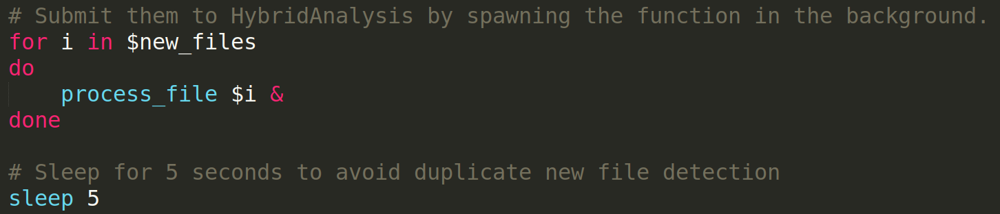 # Submit them to HybridAnalysis by spawning the function in the background.
for i in $new_files
do
    process_file $i &
done

# Sleep for 5 seconds to avoid duplicate new file detection
sleep 5